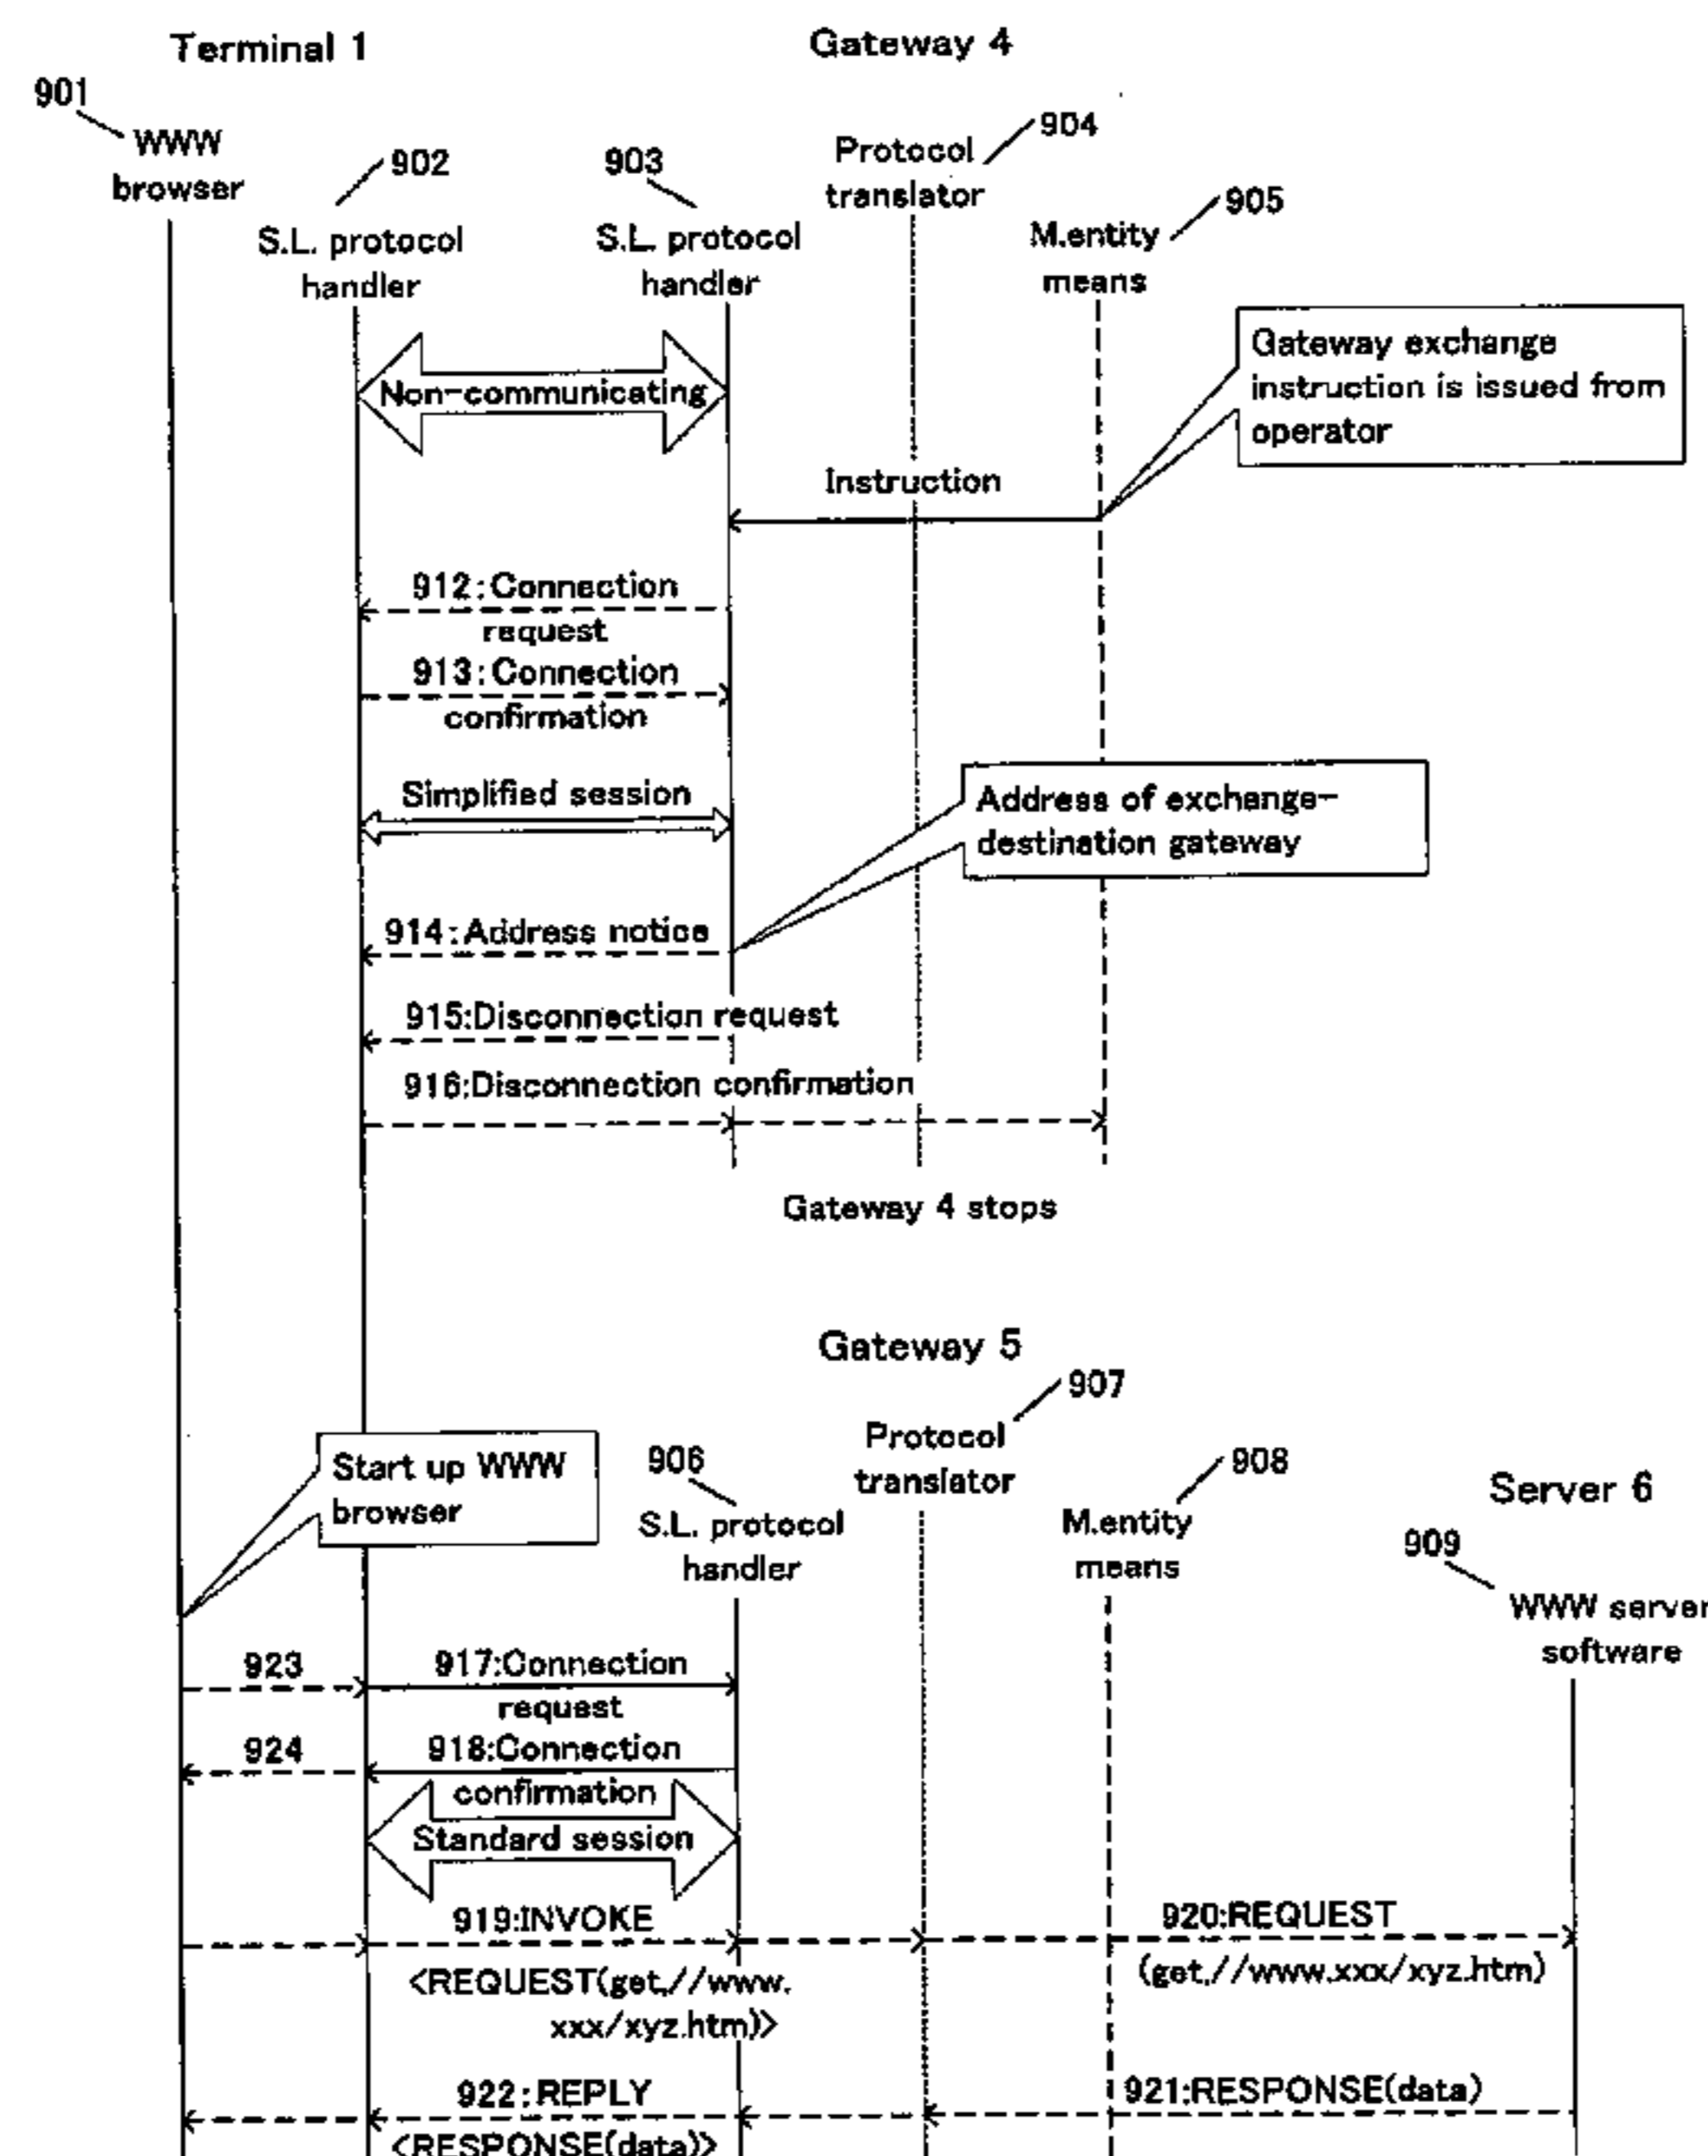 Terminal 1
Gateway 4
901
WWW
browser
902
S.L. protocol
handler
903
S.L. protocol
handler
904
Protocol
translator
905
M.entity
means
Non-communicating
Gateway exchange
instruction is issued from
operator
Instruction
912:Connection
request
913:Connection
confirmation
Simplified session
Address of exchange-
destination gateway
914:Address notice
915:Disconnection request
916:Disconnection confirmation
Gateway 4 stops
Gateway 5
907
Protocol
translator
Start up WWW
browser
906
S.L. protocol
handler
908
M.entity
means
Server 6
909
WWW server
software
923
917:Connection
request
924
918:Connection
confirmation
Standard session
919:INVOKE
<REQUEST(get,//www.
xxx/xyz.htm)>
920:REQUEST
(get,//www.xxx/xyz.htm)
922:REPLY
<RESPONSE(data)>
921:RESPONSE(data)